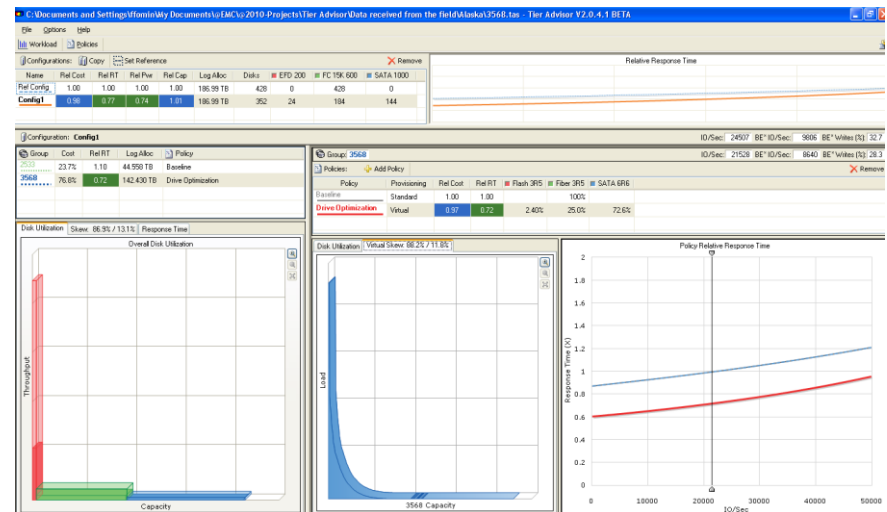 C:\Documents and Settings\ffomin\My Documents\@EMC\@2010-Projects\Tier Advisor\Data received from the field\Alaska\3568.tas - Tier Advisor V2.0.4.1 BETA
File Options Help
Workload Policies
Configurations: Copy Set Reference Remove
Name Rel Cost Rel RT Rel Pwr Rel Cap Log Alloc Disks EFD 200 FC 15K 600 SATA 1000
Ref Config 1.00 1.00 1.00 1.00 186.99 TB 428 0 428 0
Config1 0.98 0.77 0.74 1.01 186.99 TB 352 24 184 144
Relative Response Time
Configuration: Config1 IO/Sec: 24507 BE* IO/Sec: 9806 BE* Writes (%): 32.7
Group Cost Rel RT Log Alloc Policy
2533 23.7% 1.10 44.558 TB Baseline
3568 76.8% 0.72 142.430 TB Drive Optimization
Group: 3568 IO/Sec: 21528 BE* IO/Sec: 8640 BE* Writes (%): 28.3
Policies: Add Policy Remove
Policy Provisioning Rel Cost Rel RT Flash 3R5 Fiber 3R5 SATA 6R6
Baseline Standard 1.00 1.00 100%
Drive Optimization Virtual 0.97 0.72 2.40% 25.0% 72.6%
Disk Utilization Skew: 86.9% / 13.1% Response Time
Overall Disk Utilization
Throughput
Capacity
Disk Utilization Virtual Skew: 88.2% / 11.8%
Load
3568 Capacity
Policy Relative Response Time
Response Time (X)
2
1.8
1.6
1.4
1.2
1
0.8
0.6
0.4
0.2
0
0 10000 20000 30000 40000 50000
IO/Sec